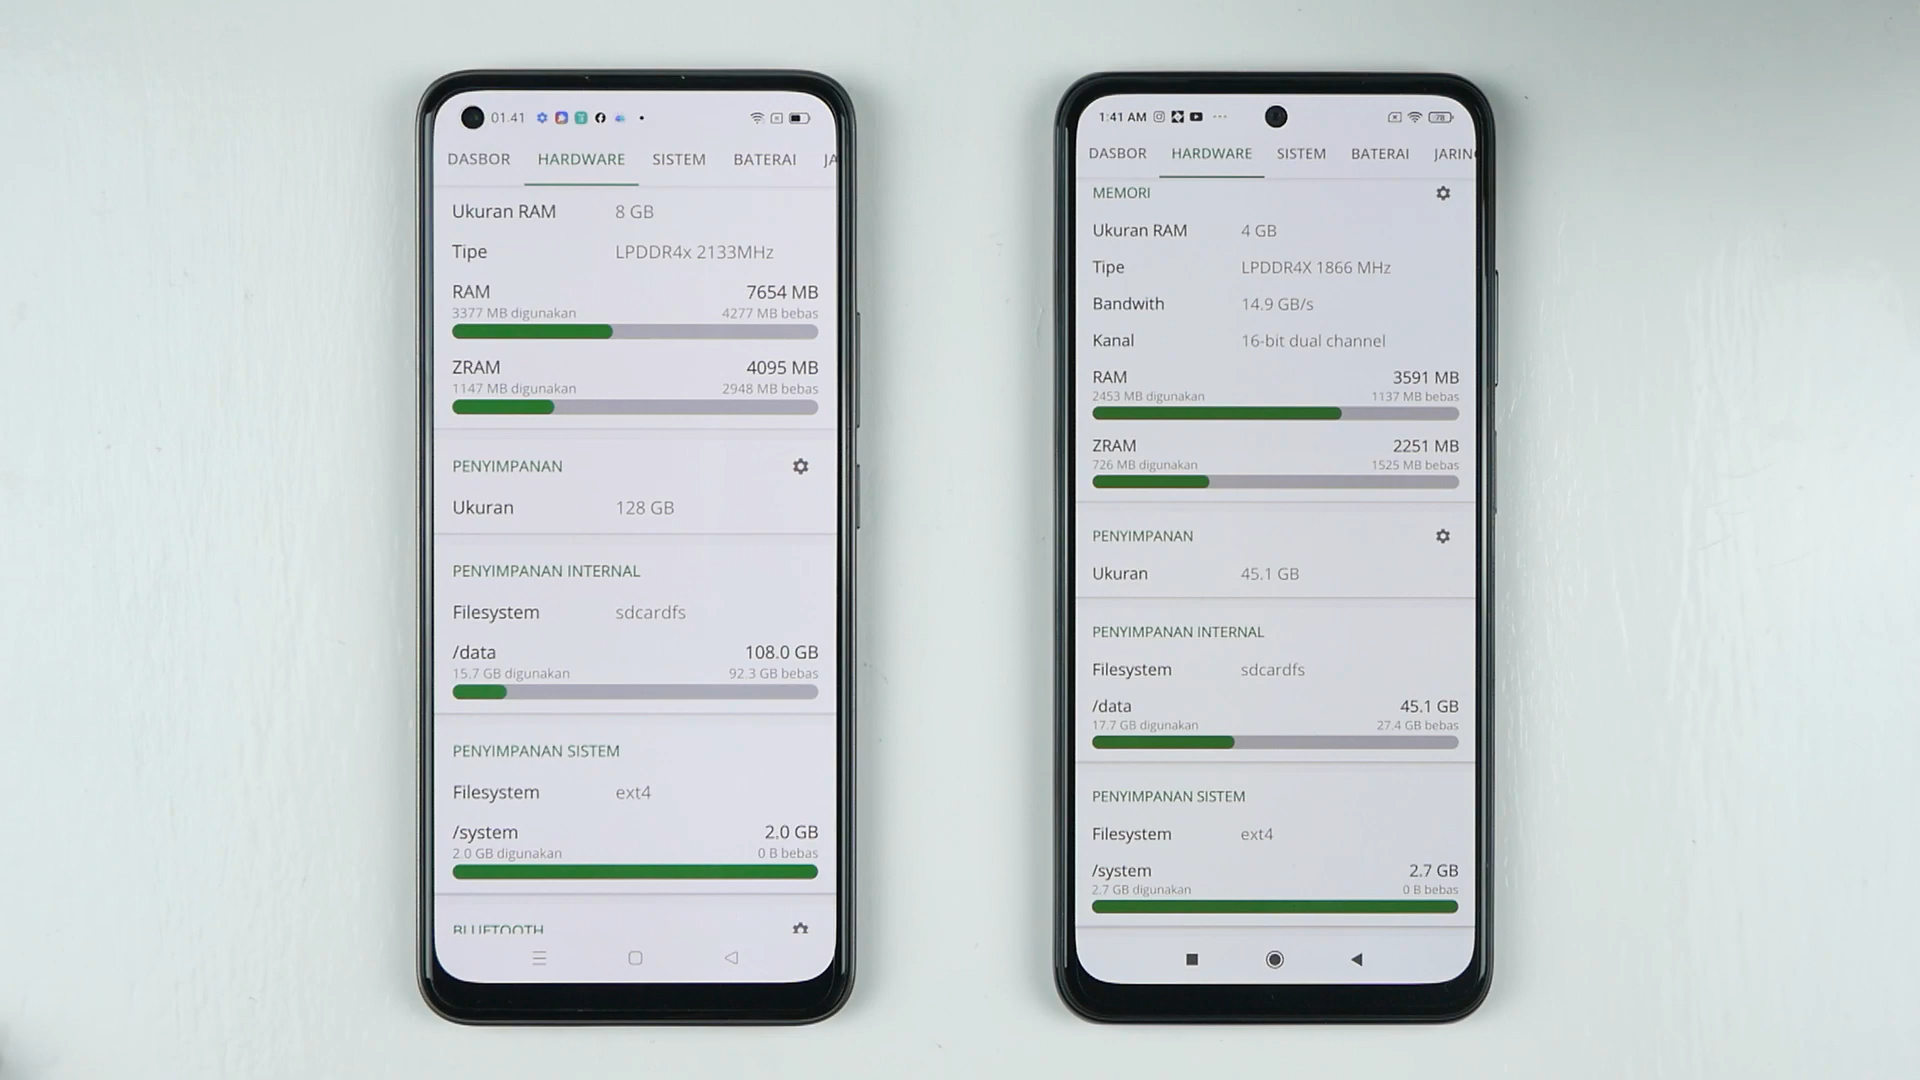 01.41
DASBOR HARDWARE SISTEM BATERAI JA
Ukuran RAM 8 GB
Tipe LPDDR4x 2133MHz
RAM 7654 MB
3377 MB digunakan 4277 MB bebas
ZRAM 4095 MB
1147 MB digunakan 2948 MB bebas
PENYIMPANAN
Ukuran 128 GB
PENYIMPANAN INTERNAL
Filesystem sdcardfs
/data 108.0 GB
15.7 GB digunakan 92.3 GB bebas
PENYIMPANAN SISTEM
Filesystem ext4
/system 2.0 GB
2.0 GB digunakan 0 B bebas
BLUETOOTH
1:41 AM 78
DASBOR HARDWARE SISTEM BATERAI JARING
MEMORI
Ukuran RAM 4 GB
Tipe LPDDR4X 1866 MHz
Bandwith 14.9 GB/s
Kanal 16-bit dual channel
RAM 3591 MB
2453 MB digunakan 1137 MB bebas
ZRAM 2251 MB
726 MB digunakan 1525 MB bebas
PENYIMPANAN
Ukuran 45.1 GB
PENYIMPANAN INTERNAL
Filesystem sdcardfs
/data 45.1 GB
17.7 GB digunakan 27.4 GB bebas
PENYIMPANAN SISTEM
Filesystem ext4
/system 2.7 GB
2.7 GB digunakan 0 B bebas